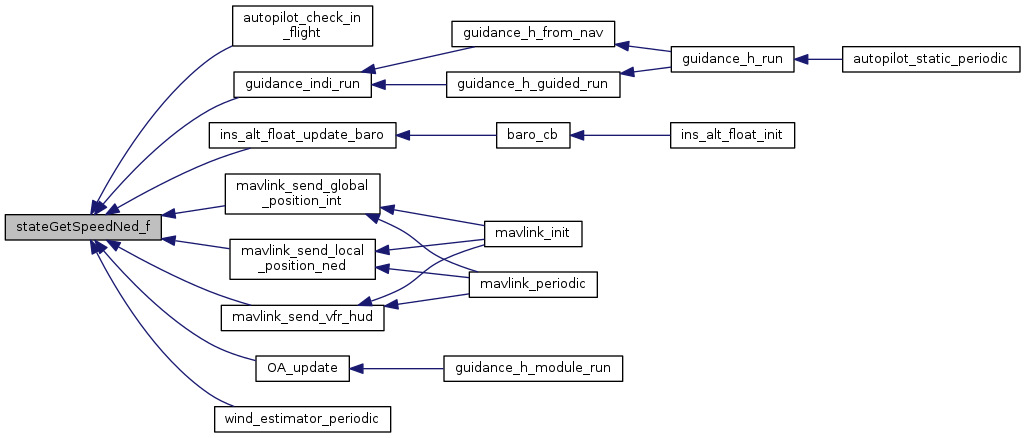 autopilot_check_in
_flight
guidance_h_from_nav
guidance_h_run
autopilot_static_periodic
guidance_indi_run
guidance_h_guided_run
ins_alt_float_update_baro
baro_cb
ins_alt_float_init
mavlink_send_global
_position_int
stateGetSpeedNed_f
mavlink_init
mavlink_send_local
_position_ned
mavlink_periodic
mavlink_send_vfr_hud
OA_update
guidance_h_module_run
wind_estimator_periodic